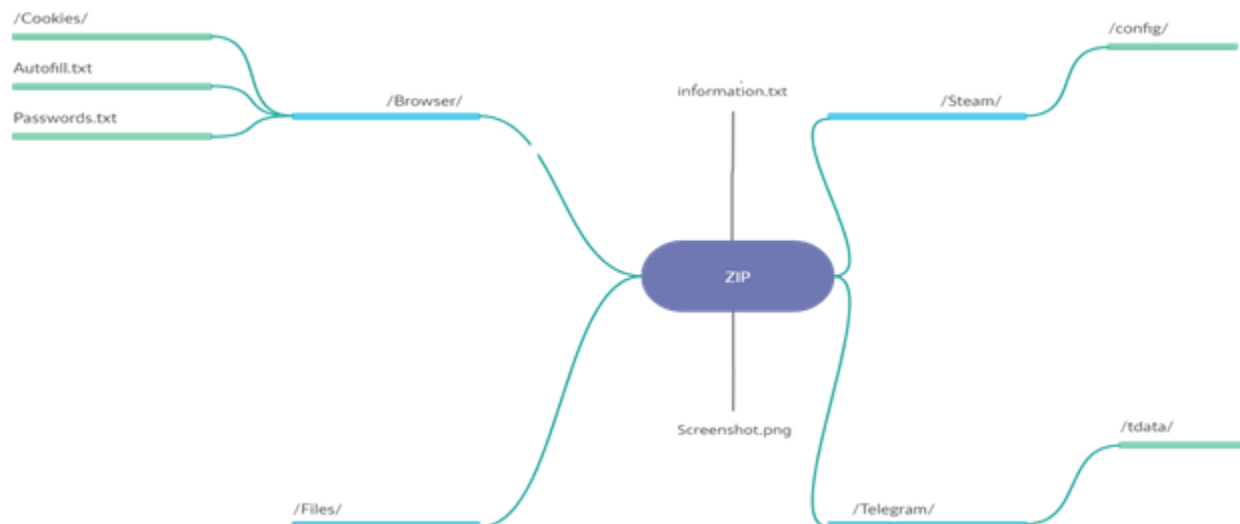 /Cookies/
Autofill.txt
Passwords.txt
/Browser/
/Files/
information.txt
ZIP
Screenshot.png
/Steam/
/config/
/Telegram/
/tdata/